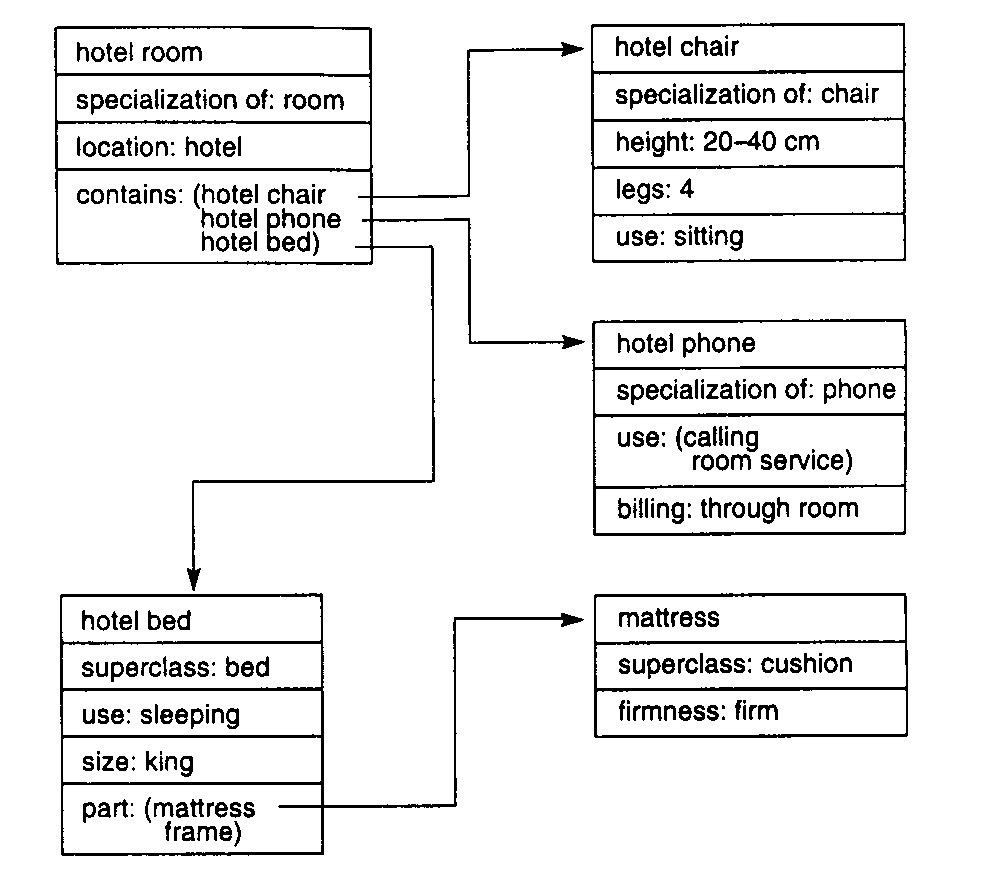 hotel room
specialization of: room
location: hotel
contains: (hotel chair
hotel phone
hotel bed)
hotel chair
specialization of: chair
height: 20–40 cm
legs: 4
use: sitting
hotel phone
specialization of: phone
use: (calling
room service)
billing: through room
hotel bed
superclass: bed
use: sleeping
size: king
part: (mattress
frame)
mattress
superclass: cushion
firmness: firm